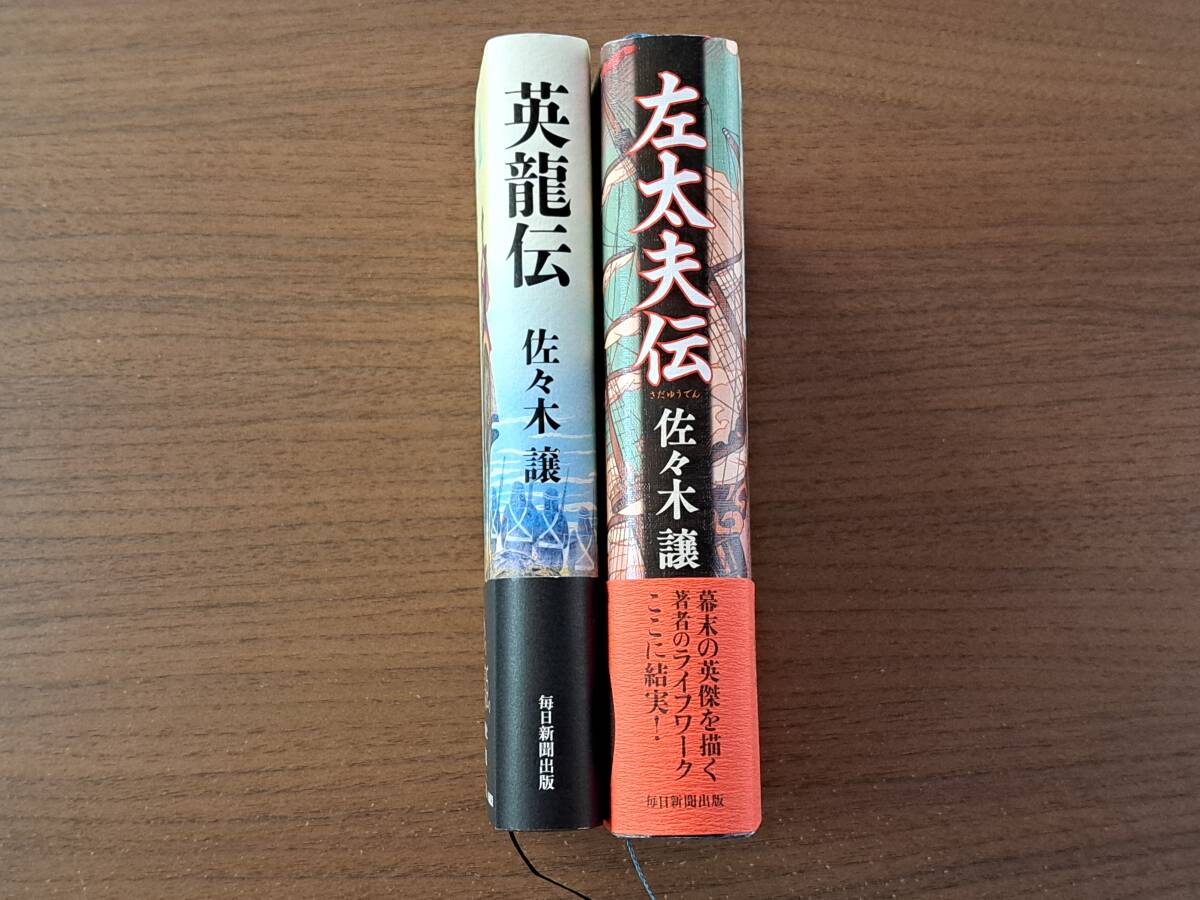 英龍伝
佐々木 譲
毎日新聞出版
左太夫伝
さだゆうでん
佐々木 譲
幕末の英傑を描く
著者のライフワーク
ここに結実!
毎日新聞出版